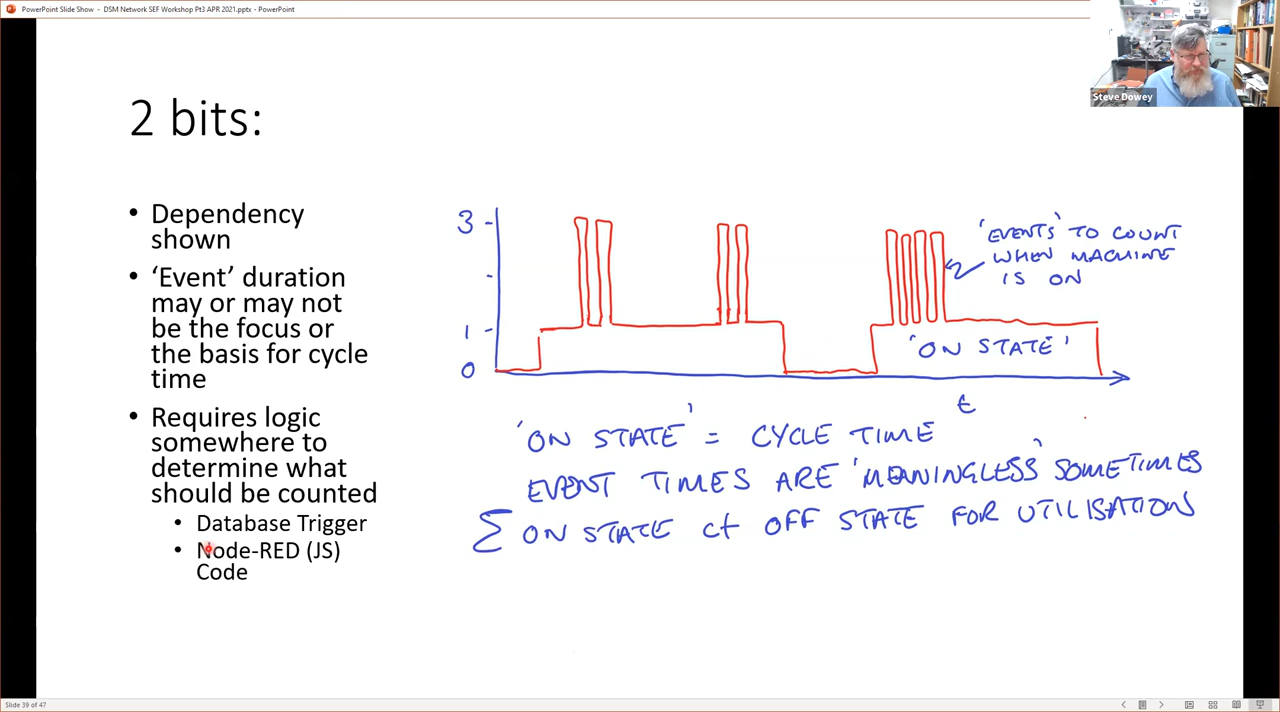 PowerPoint Slide Show - DSM Network SEF Workshop Pt3 APR 2021.pptx - PowerPoint
Steve Dowey
2 bits:
• Dependency
shown
• ‘Event’ duration
may or may not
be the focus or
the basis for cycle
time
• Requires logic
somewhere to
determine what
should be counted
• Database Trigger
• Node-RED (JS)
Code
3
1
0
'EVENTS' TO COUNT
WHEN MACHINE
IS ON
'ON STATE'
t
'ON STATE' = CYCLE TIME
EVENT TIMES ARE 'MEANINGLESS' SOMETIMES
Σ ON STATE cf OFF STATE FOR UTILISATION
Slide 39 of 47